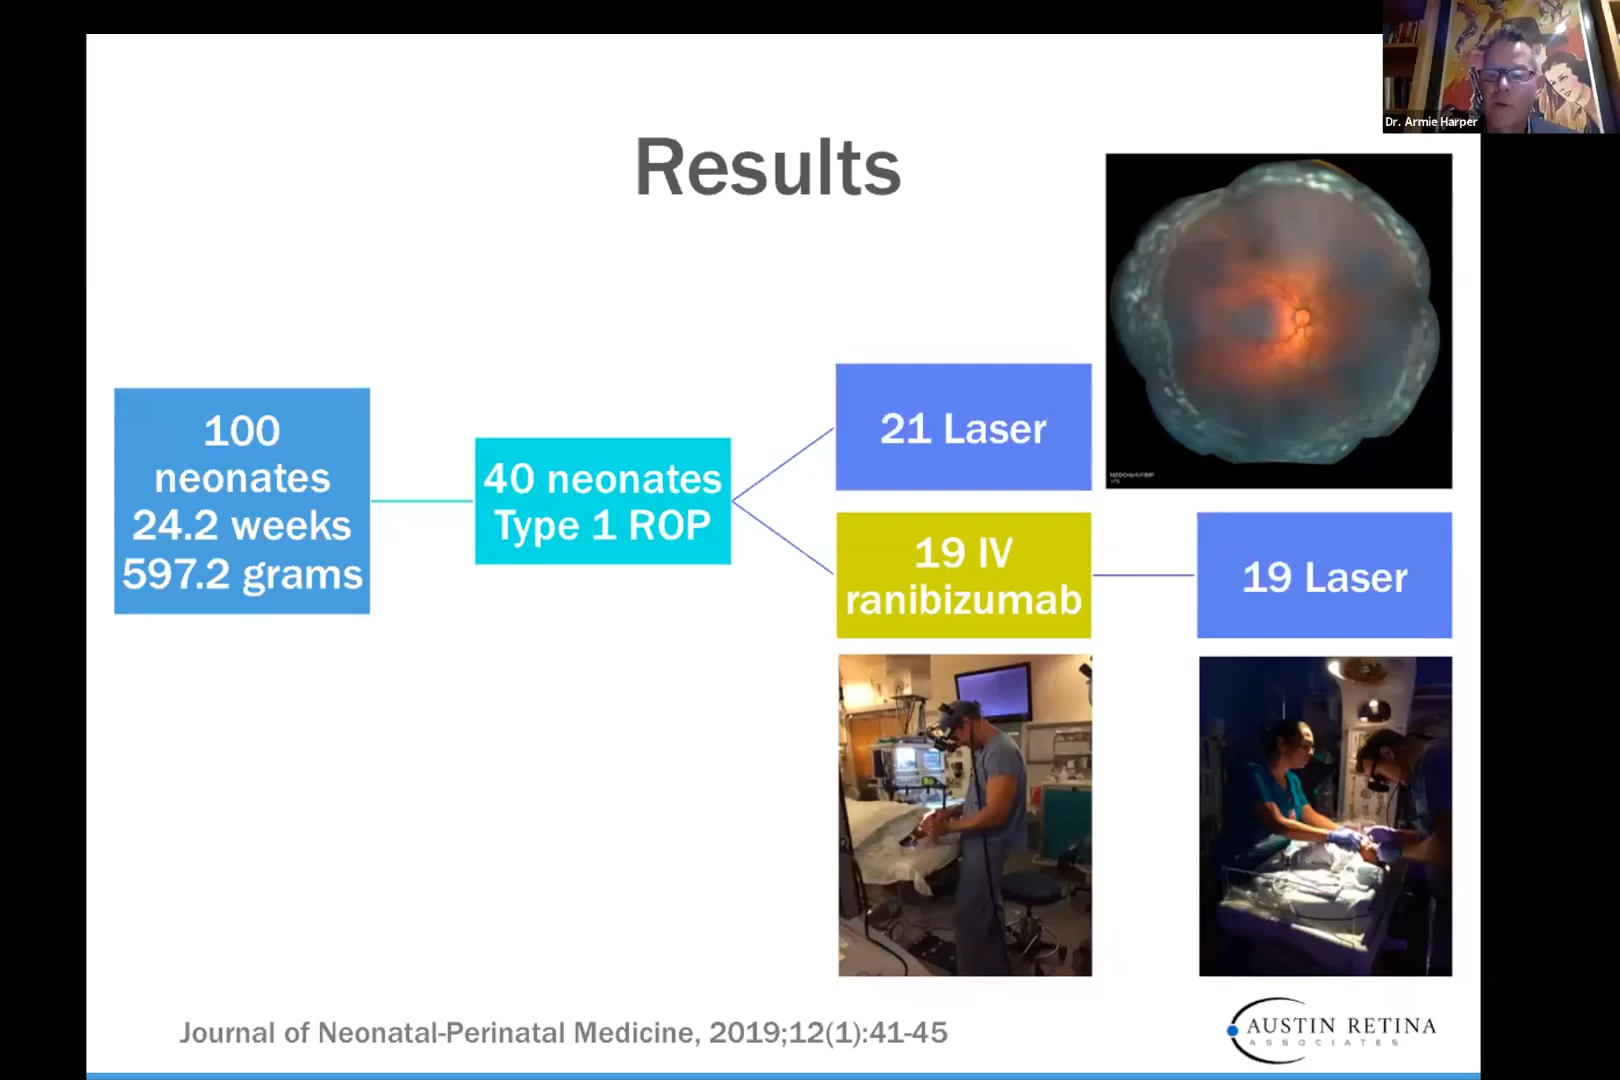 Dr. Armie Harper
Results
100
neonates
24.2 weeks
597.2 grams
40 neonates
Type 1 ROP
21 Laser
19 IV
ranibizumab
19 Laser
Journal of Neonatal-Perinatal Medicine, 2019;12(1):41-45
AUSTIN RETINA
ASSOCIATES